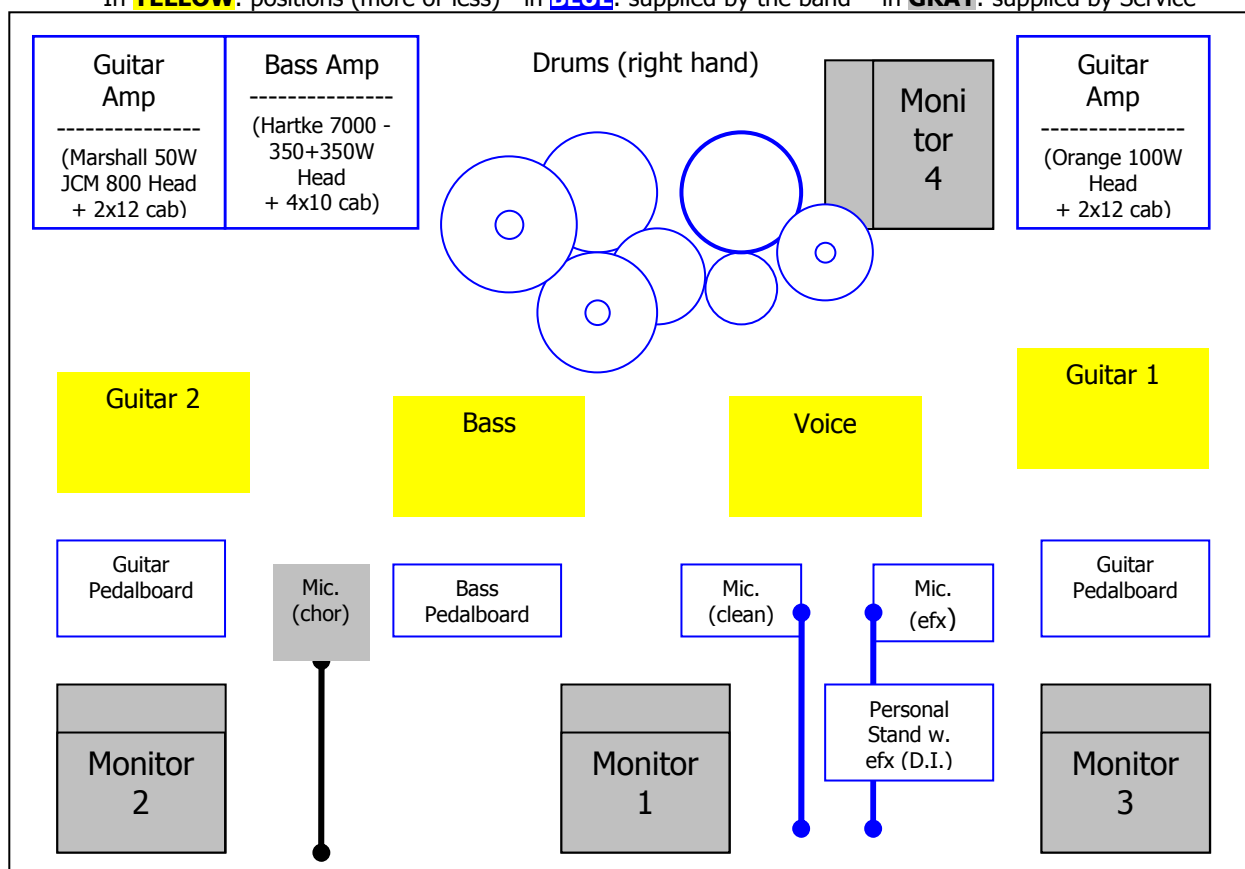 In YELLOW: positions (more or less) in BLUE: supplied by the band in GRAY: supplied by Service
Guitar
Amp
---------------
(Marshall 50W
JCM 800 Head
+ 2x12 cab)
Bass Amp
---------------
(Hartke 7000 -
350+350W
Head
+ 4x10 cab)
Drums (right hand)
Moni
tor
4
Guitar
Amp
---------------
(Orange 100W
Head
+ 2x12 cab)
Guitar 2
Bass
Voice
Guitar 1
Guitar
Pedalboard
Mic.
(chor)
Bass
Pedalboard
Mic.
(clean)
Mic.
(efx)
Guitar
Pedalboard
Monitor
2
Monitor
1
Personal
Stand w.
efx (D.I.)
Monitor
3